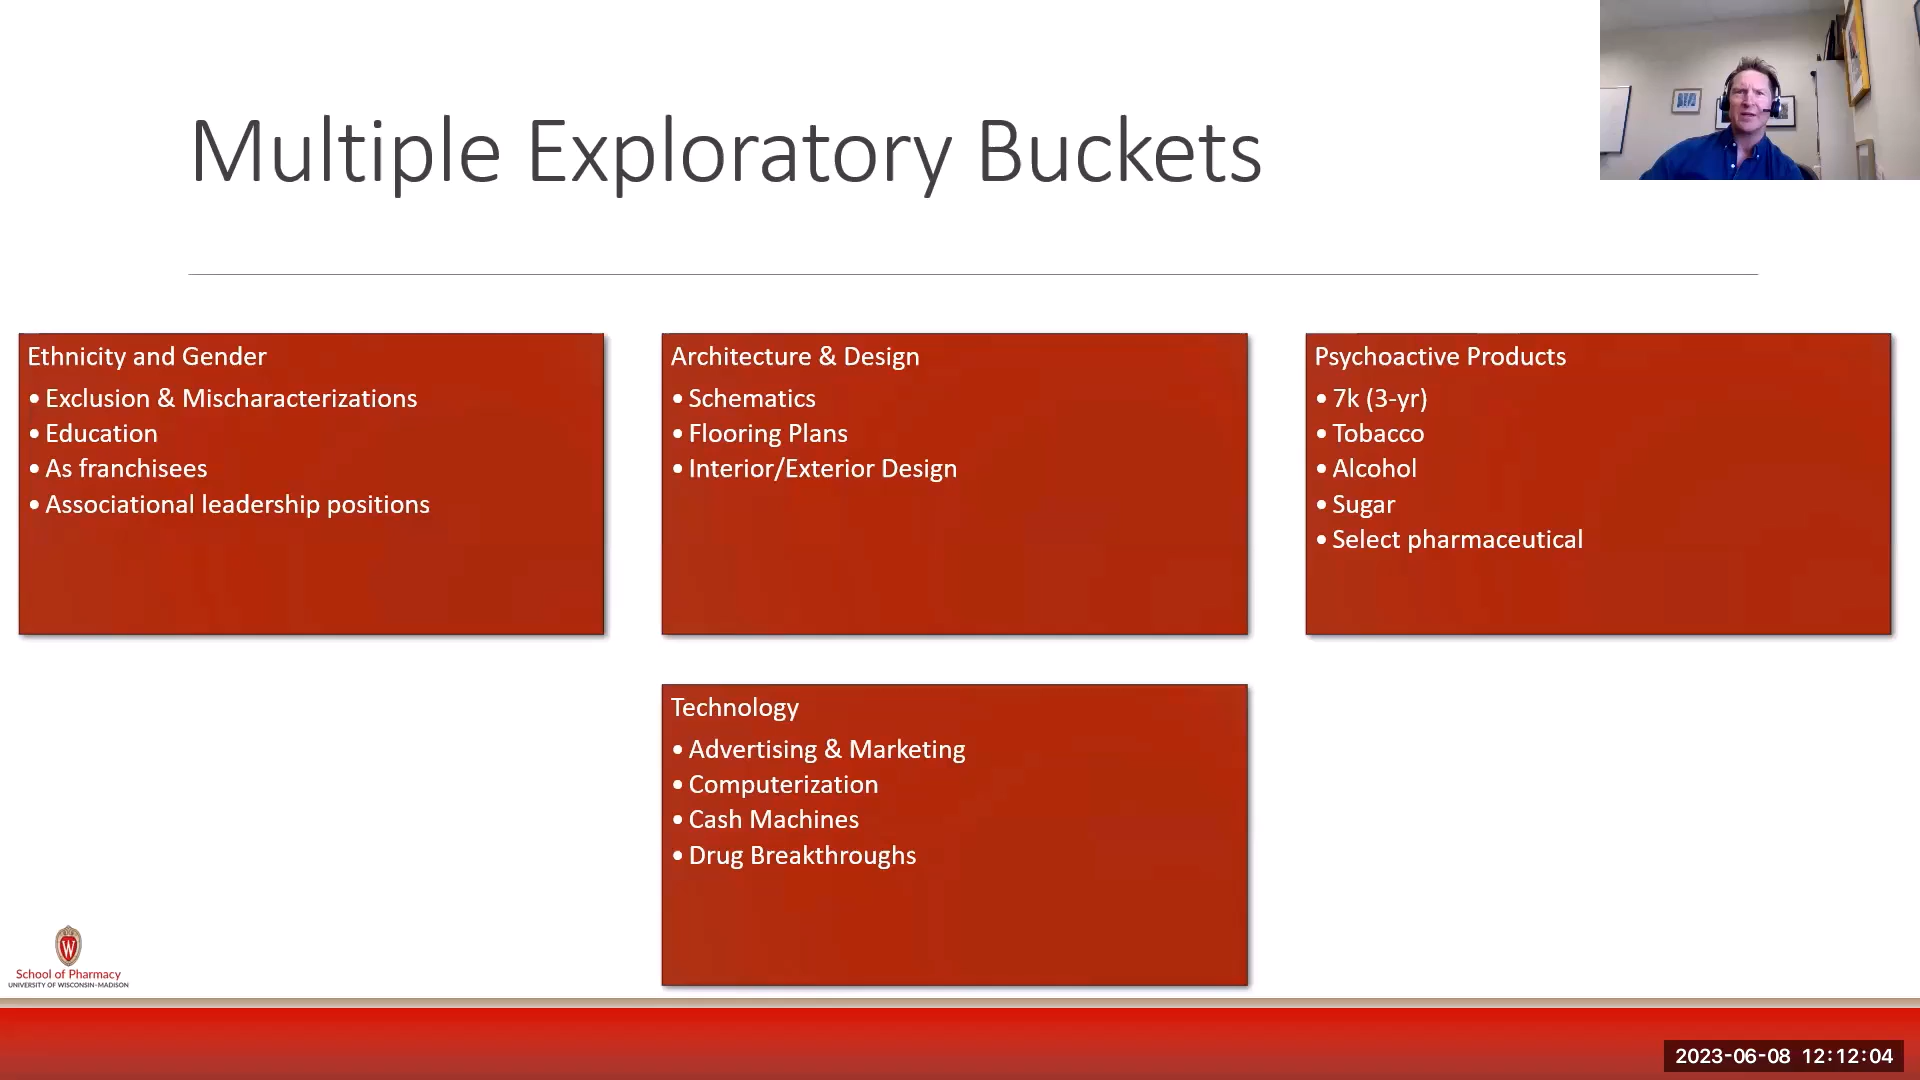 Multiple Exploratory Buckets
Ethnicity and Gender
• Exclusion & Mischaracterizations
• Education
• As franchisees
• Associational leadership positions
Architecture & Design
• Schematics
• Flooring Plans
• Interior/Exterior Design
Psychoactive Products
• 7k (3-yr)
• Tobacco
• Alcohol
• Sugar
• Select pharmaceutical
Technology
• Advertising & Marketing
• Computerization
• Cash Machines
• Drug Breakthroughs
W
School of Pharmacy
UNIVERSITY OF WISCONSIN-MADISON
2023-06-08 12:12:04